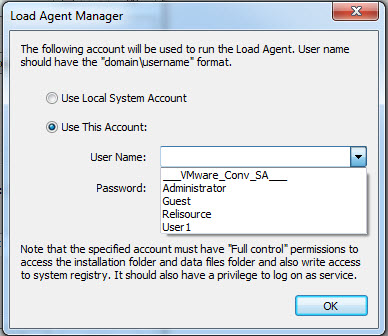 Load Agent Manager
The following account will be used to run the Load Agent. User name
should have the "domain\username" format.
Use Local System Account
Use This Account:
User Name:
___VMware_Conv_SA___
Password:
Administrator
Guest
Relisource
User1
Note that the specified account must have "Full control" permissions to
access the installation folder and data files folder and also write access
to system registry. It should also have a privilege to log on as service.
OK